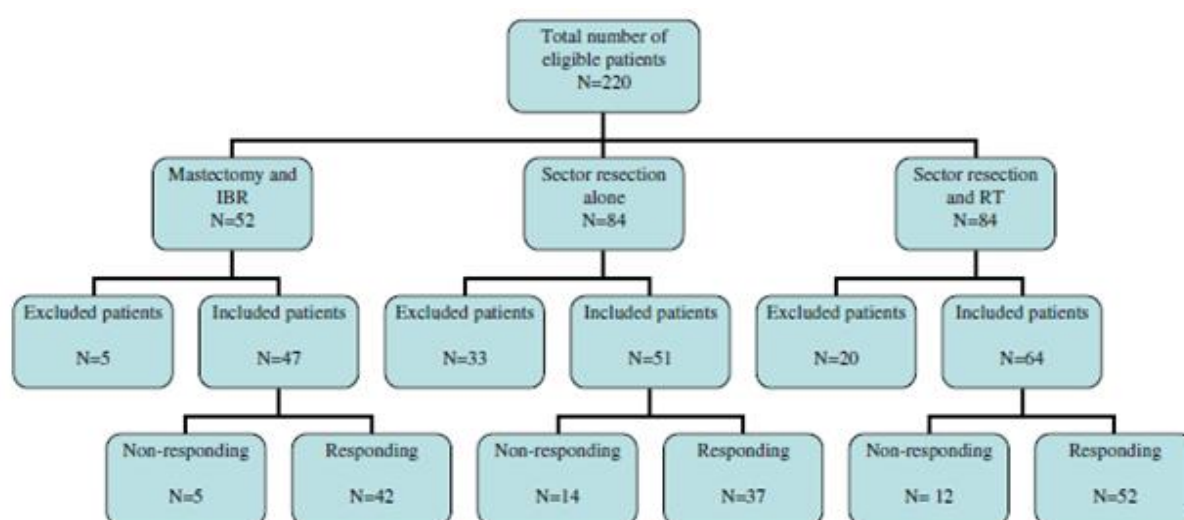 Total number of
eligible patients
N=220
Mastectomy and
IBR
N=52
Sector resection
alone
N=84
Sector resection
and RT
N=84
Excluded patients
N=5
Included patients
N=47
Excluded patients
N=33
Included patients
N=51
Excluded patients
N=20
Included patients
N=64
Non-responding
N=5
Responding
N=42
Non-responding
N=14
Responding
N=37
Non-responding
N= 12
Responding
N=52